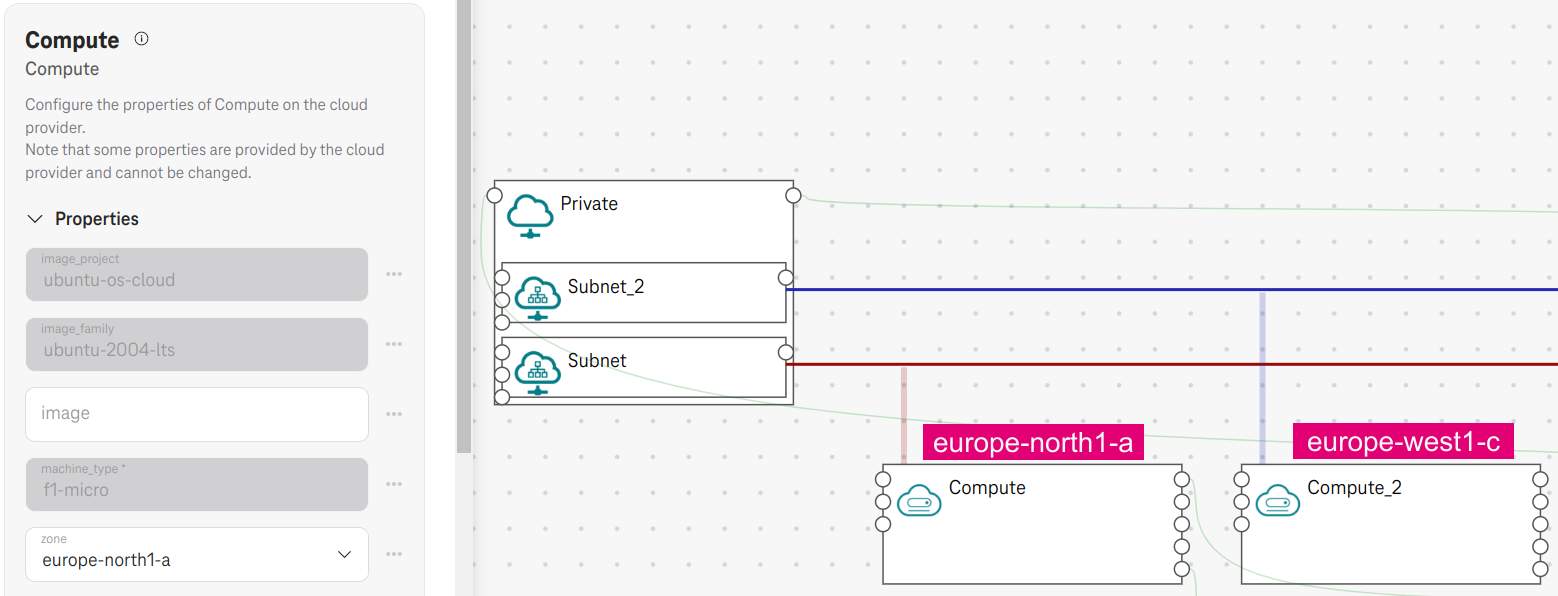 Compute
Compute
Configure the properties of Compute on the cloud
provider.
Note that some properties are provided by the cloud
provider and cannot be changed.
Properties
image_project
ubuntu-os-cloud
image_family
ubuntu-2004-lts
image
machine_type *
f1-micro
zone
europe-north1-a
Private
Subnet_2
Subnet
europe-north1-a
europe-west1-c
Compute
Compute_2